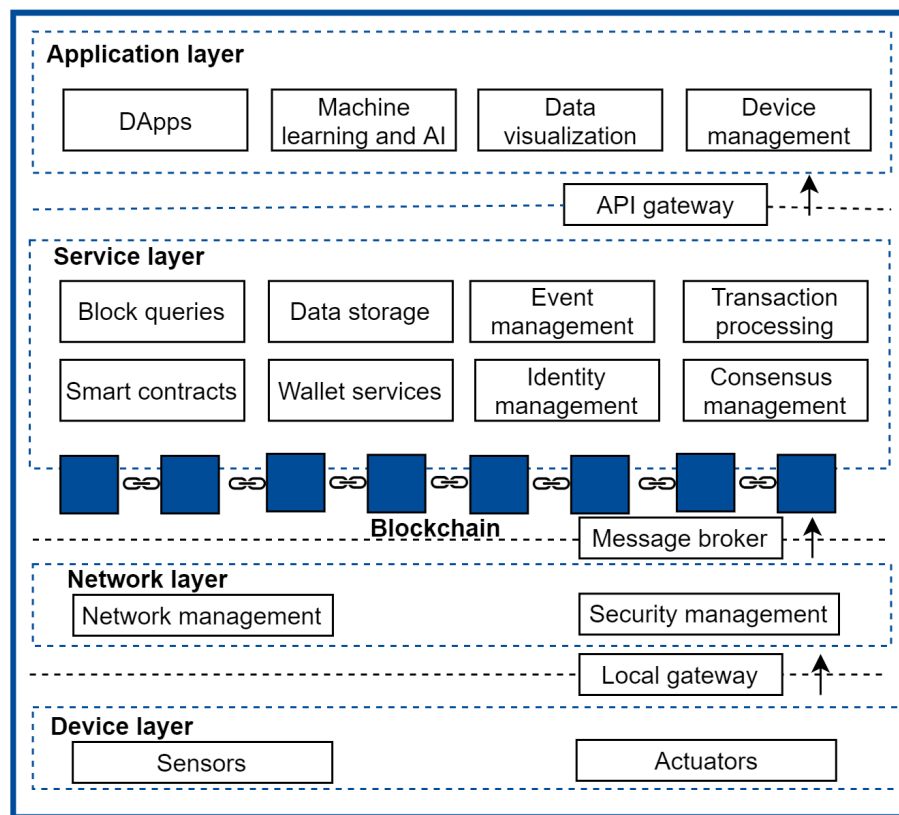 Application layer
DApps
Machine
learning and AI
Data
visualization
Device
management
API gateway
Service layer
Block queries
Data storage
Event
management
Transaction
processing
Smart contracts
Wallet services
Identity
management
Consensus
management
Blockchain
Message broker
Network layer
Network management
Security management
Local gateway
Device layer
Sensors
Actuators